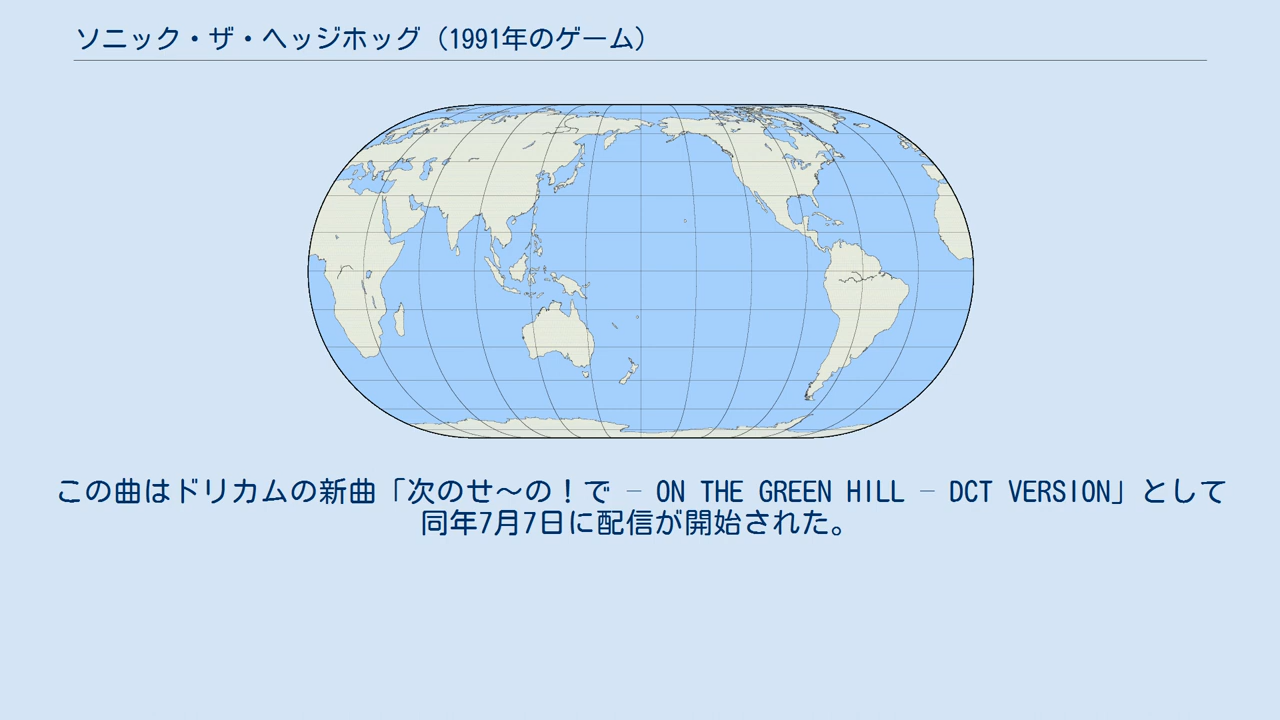 ソニック・ザ・ヘッジホッグ（1991年のゲーム）
この曲はドリカムの新曲「次のせ〜の！で － ON THE GREEN HILL － DCT VERSION」として
同年7月7日に配信が開始された。